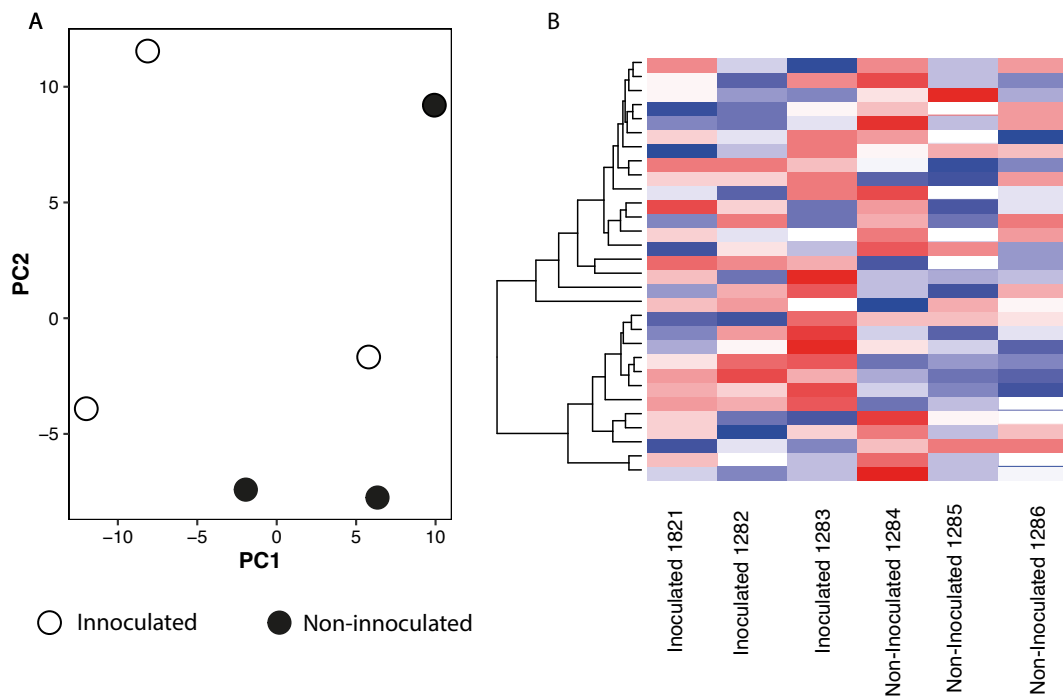 A
B
10
5
0
−5
PC2
−10
−5
0
5
10
PC1
Innoculated
Non-innoculated
Inoculated 1821
Inoculated 1282
Inoculated 1283
Non-Inoculated 1284
Non-Inoculated 1285
Non-Inoculated 1286